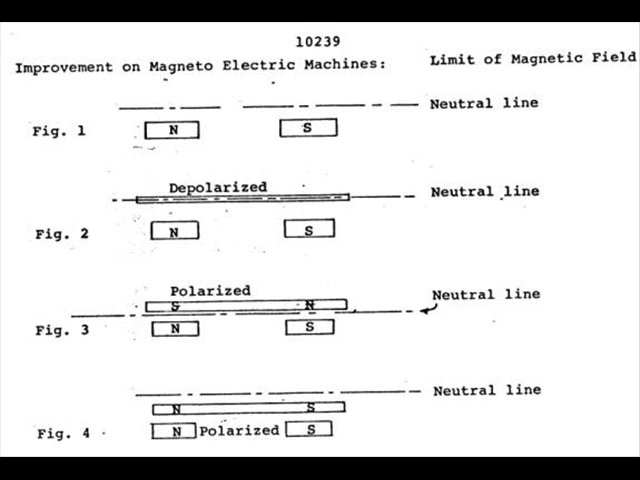 10239
Improvement on Magneto Electric Machines: Limit of Magnetic Field
Neutral line
Fig. 1 N S
Depolarized
Neutral line
Fig. 2 N S
Polarized
Neutral line
S N
Fig. 3 N S
Neutral line
N S
Fig. 4 N Polarized S